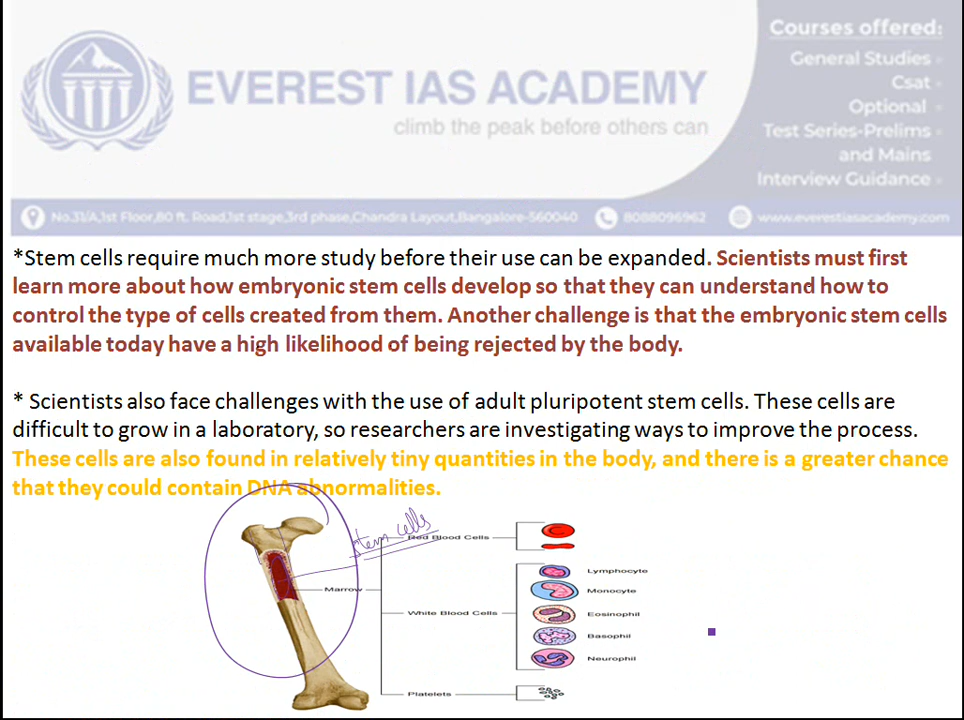 Courses offered:
General Studies
Csat
Optional
Test Series-Prelims
and Mains
Interview Guidance
EVEREST IAS ACADEMY
climb the peak before others can
No.31/A,1st Floor,80 ft. Road,1st stage,3rd phase,Chandra Layout,Bangalore-560040
8088096962
www.everestiasacademy.com
*Stem cells require much more study before their use can be expanded. Scientists must first
learn more about how embryonic stem cells develop so that they can understand how to
control the type of cells created from them. Another challenge is that the embryonic stem cells
available today have a high likelihood of being rejected by the body.
* Scientists also face challenges with the use of adult pluripotent stem cells. These cells are
difficult to grow in a laboratory, so researchers are investigating ways to improve the process.
These cells are also found in relatively tiny quantities in the body, and there is a greater chance
that they could contain DNA abnormalities.
stem cells
Red Blood Cells
Lymphocyte
Marrow
Monocyte
White Blood Cells
Eosinophil
Basophil
Neurophil
Platelets